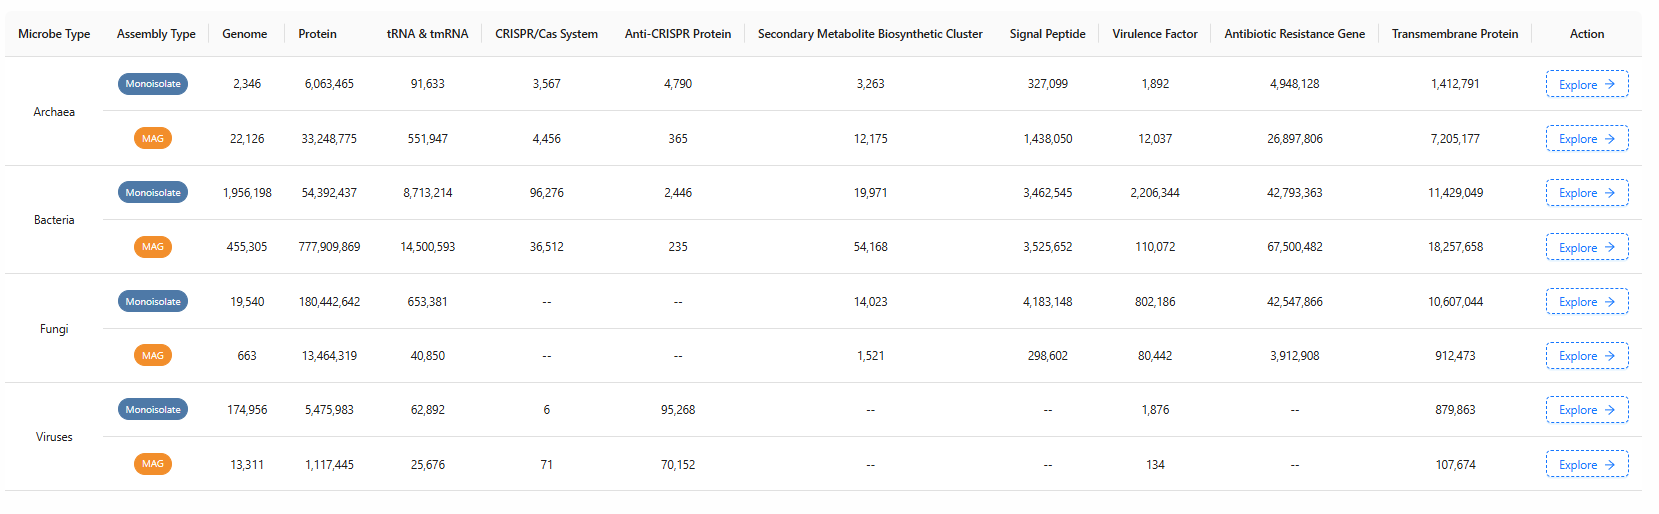 Microbe Type Assembly Type Genome Protein tRNA & tmRNA CRISPR/Cas System Anti-CRISPR Protein Secondary Metabolite Biosynthetic Cluster Signal Peptide Virulence Factor Antibiotic Resistance Gene Transmembrane Protein Action
Archaea
Monoisolate 2,346 6,063,465 91,633 3,567 4,790 3,263 327,099 1,892 4,948,128 1,412,791 Explore →
MAG 22,126 33,248,775 551,947 4,456 365 12,175 1,438,050 12,037 26,897,806 7,205,177 Explore →
Bacteria
Monoisolate 1,956,198 54,392,437 8,713,214 96,276 2,446 19,971 3,462,545 2,206,344 42,793,363 11,429,049 Explore →
MAG 455,305 777,909,869 14,500,593 36,512 235 54,168 3,525,652 110,072 67,500,482 18,257,658 Explore →
Fungi
Monoisolate 19,540 180,442,642 653,381 -- -- 14,023 4,183,148 802,186 42,547,866 10,607,044 Explore →
MAG 663 13,464,319 40,850 -- -- 1,521 298,602 80,442 3,912,908 912,473 Explore →
Viruses
Monoisolate 174,956 5,475,983 62,892 6 95,268 -- -- 1,876 -- 879,863 Explore →
MAG 13,311 1,117,445 25,676 71 70,152 -- -- 134 -- 107,674 Explore →